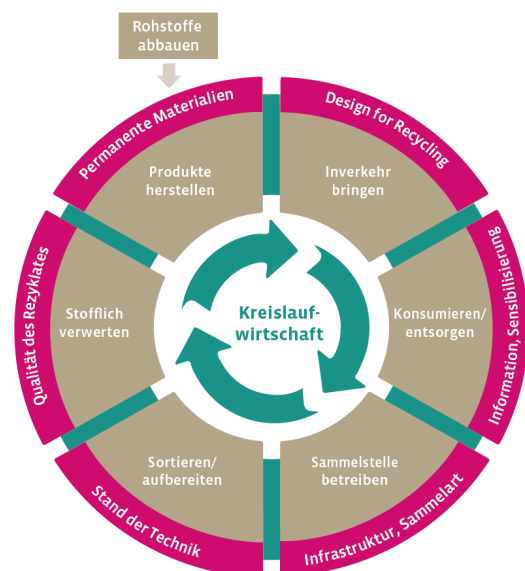 Rohstoffe
abbauen
Permanente Materialien
Design for Recycling
Produkte
herstellen
Inverkehr
bringen
Qualität des Rezyklates
Stofflich
verwerten
Kreislauf-
wirtschaft
Konsumieren/
entsorgen
Information, Sensibilisierung
Sortieren/
aufbereiten
Sammelstelle
betreiben
Stand der Technik
Infrastruktur, Sammelart